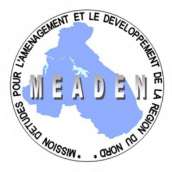 MISSION D'ETUDES POUR L'AMENAGEMENT ET LE DEVELOPPEMENT DE LA REGION DU NORD
MEADEN